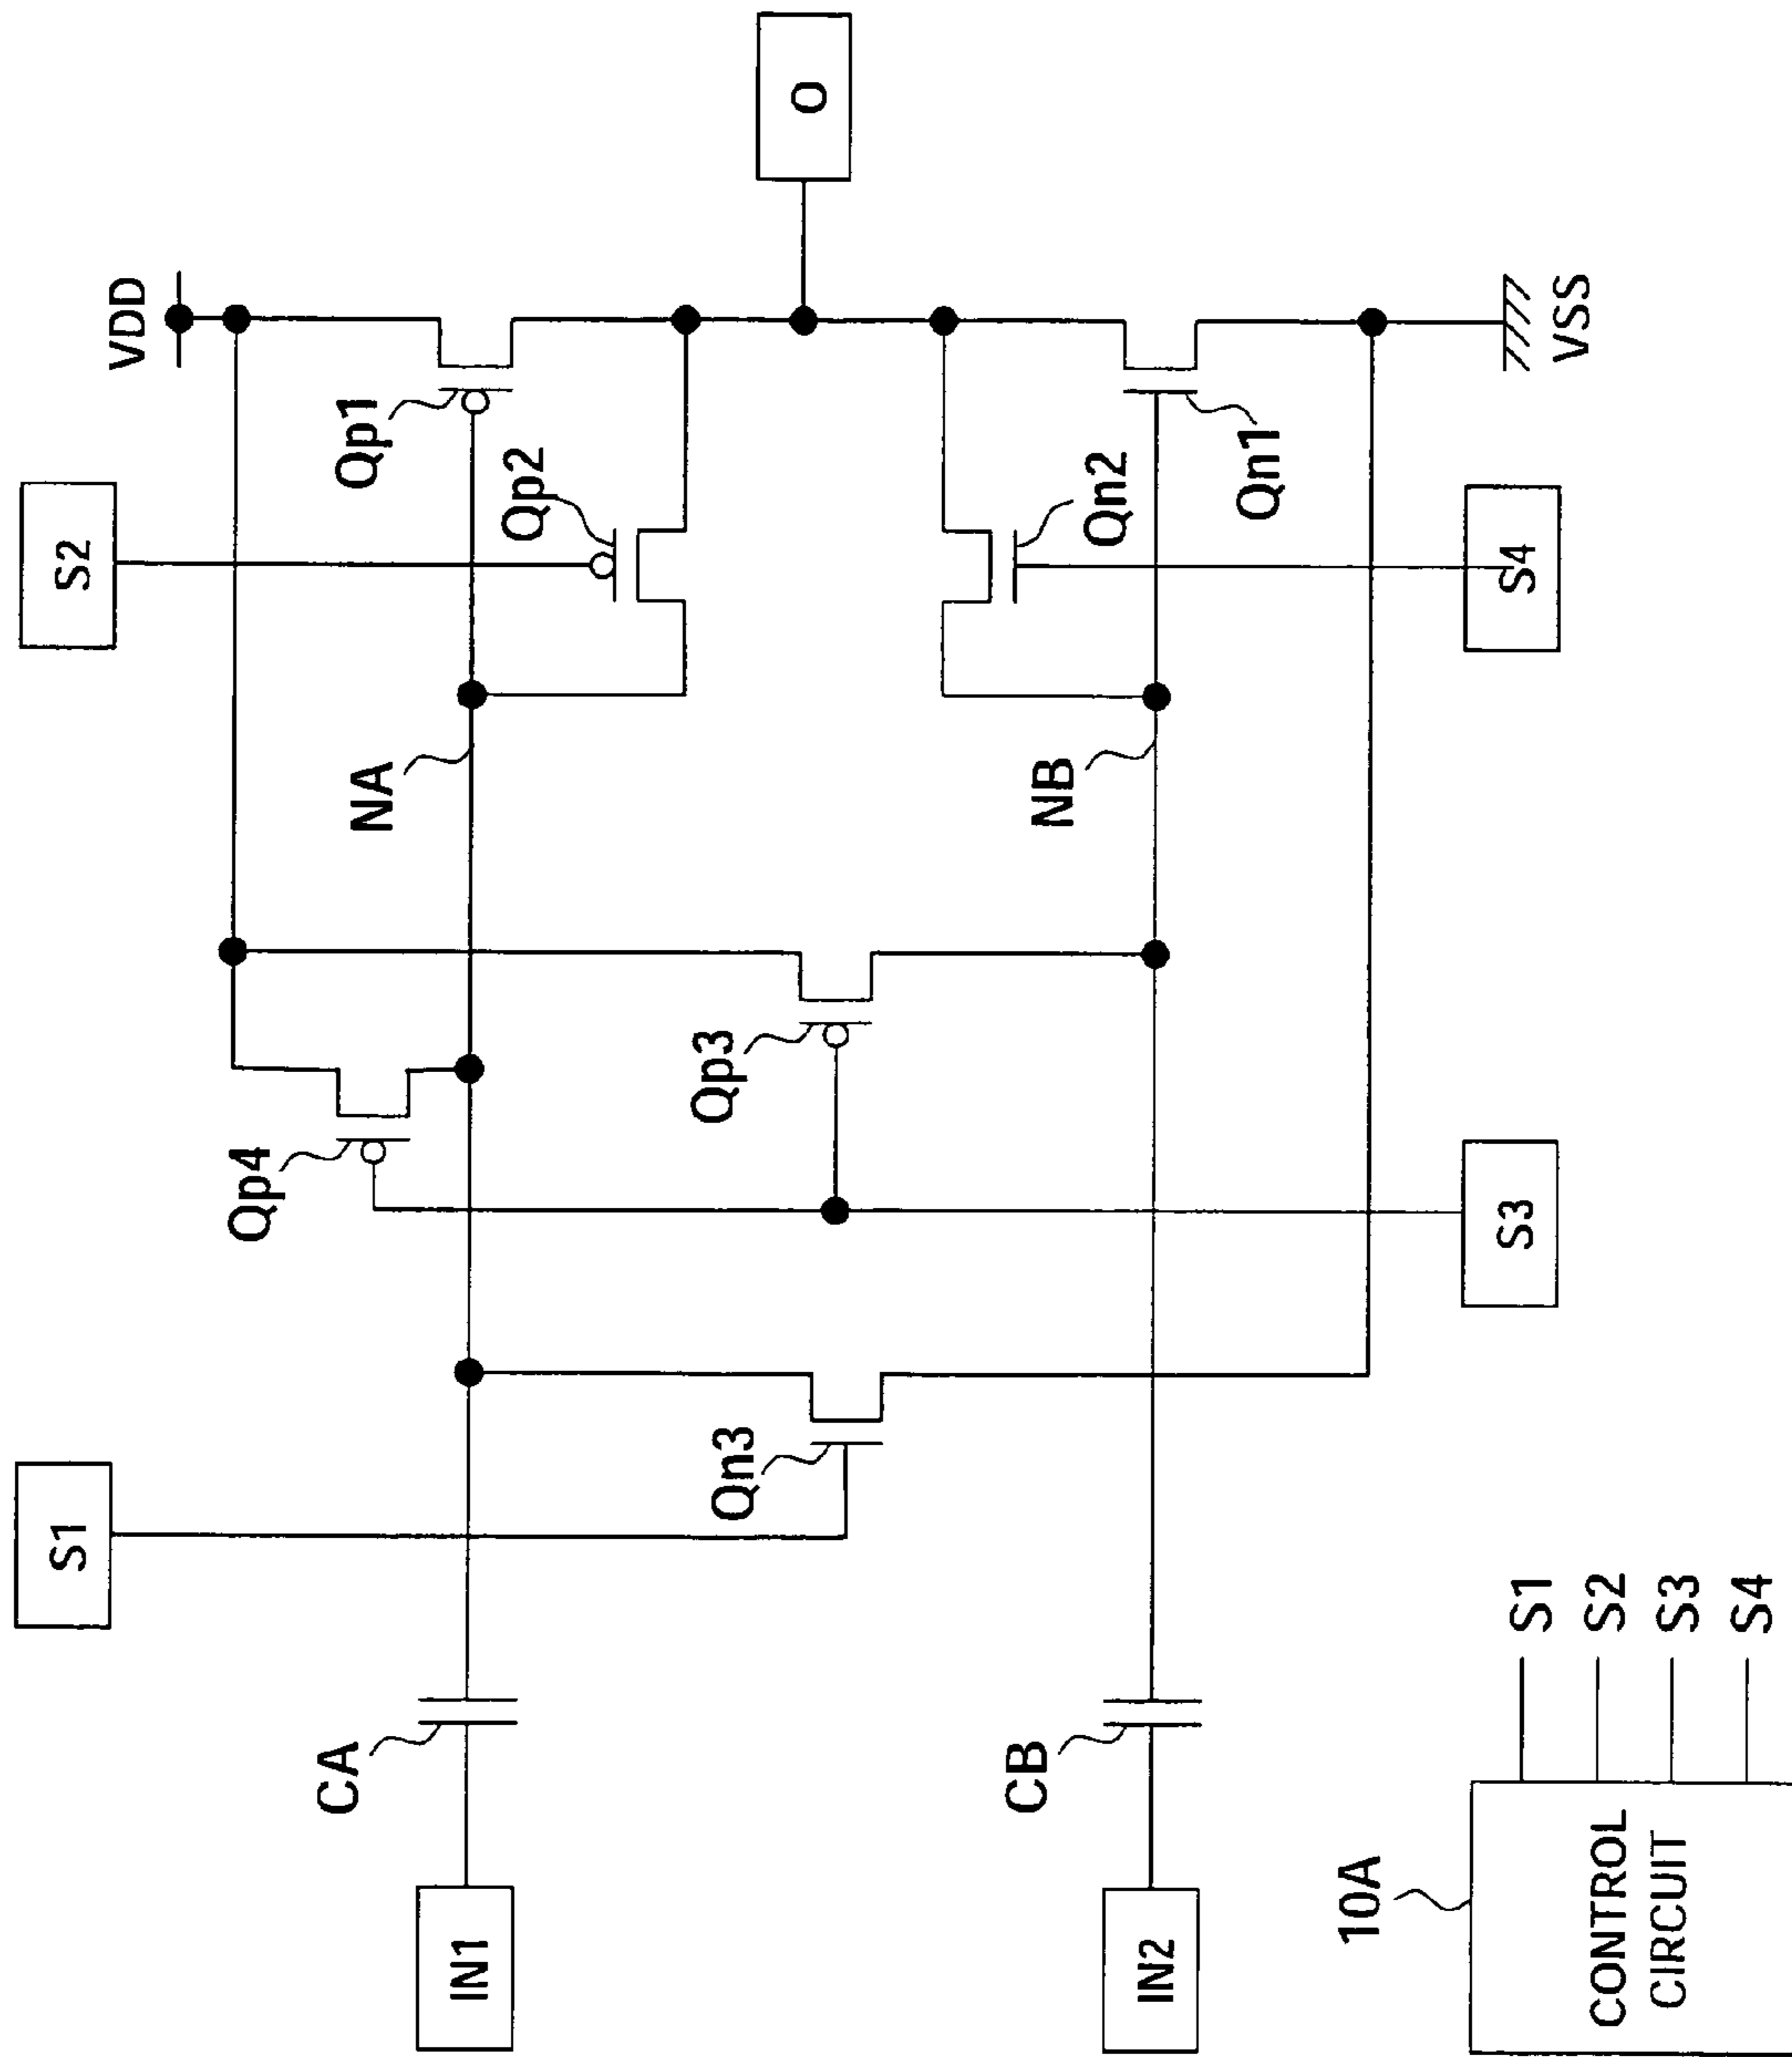 VDD
S2
Qp1
Qp2
O
NA
Qp4
Qp3
Qn2
NB
Qn1
S1
Qn3
S3
S4
VSS
CA
IN1
CB
IN2
10A
CONTROL
CIRCUIT
S1
S2
S3
S4